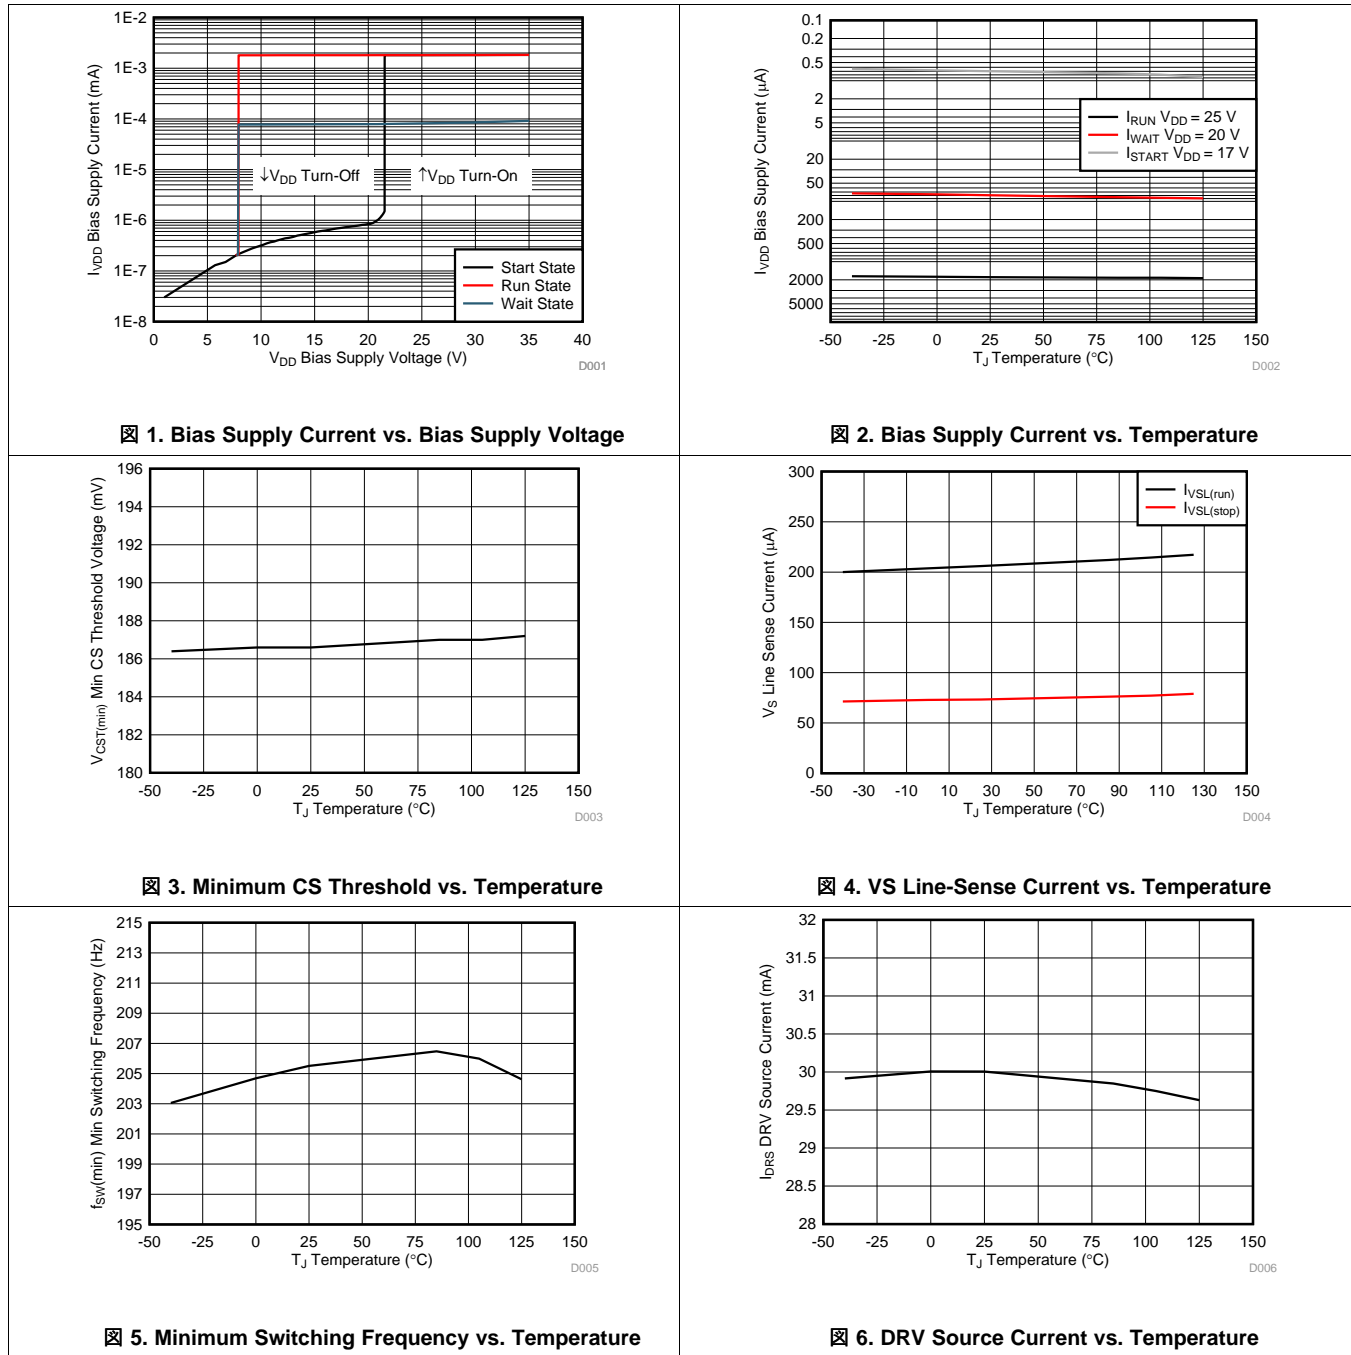 1E-2
1E-3
1E-4
1E-5
1E-6
1E-7
1E-8
IVDD Bias Supply Current (mA)
↓VDD Turn-Off
↑VDD Turn-On
Start State
Run State
Wait State
0 5 10 15 20 25 30 35 40
VDD Bias Supply Voltage (V)
D001
図 1. Bias Supply Current vs. Bias Supply Voltage
0.1
0.2
0.5
2
5
20
50
200
500
2000
5000
IVDD Bias Supply Current (μA)
IRUN VDD = 25 V
IWAIT VDD = 20 V
ISTART VDD = 17 V
-50 -25 0 25 50 75 100 125 150
TJ Temperature (°C)
D002
図 2. Bias Supply Current vs. Temperature
196
194
192
190
188
186
184
182
180
VCST(min) Min CS Threshold Voltage (mV)
-50 -25 0 25 50 75 100 125 150
TJ Temperature (°C)
D003
図 3. Minimum CS Threshold vs. Temperature
300
250
200
150
100
50
0
VS Line Sense Current (μA)
IVSL(run)
IVSL(stop)
-50 -30 -10 10 30 50 70 90 110 130 150
TJ Temperature (°C)
D004
図 4. VS Line-Sense Current vs. Temperature
215
213
211
209
207
205
203
201
199
197
195
fSW(min) Min Switching Frequency (Hz)
-50 -25 0 25 50 75 100 125 150
TJ Temperature (°C)
D005
図 5. Minimum Switching Frequency vs. Temperature
32
31.5
31
30.5
30
29.5
29
28.5
28
IDRS DRV Source Current (mA)
-50 -25 0 25 50 75 100 125 150
TJ Temperature (°C)
D006
図 6. DRV Source Current vs. Temperature